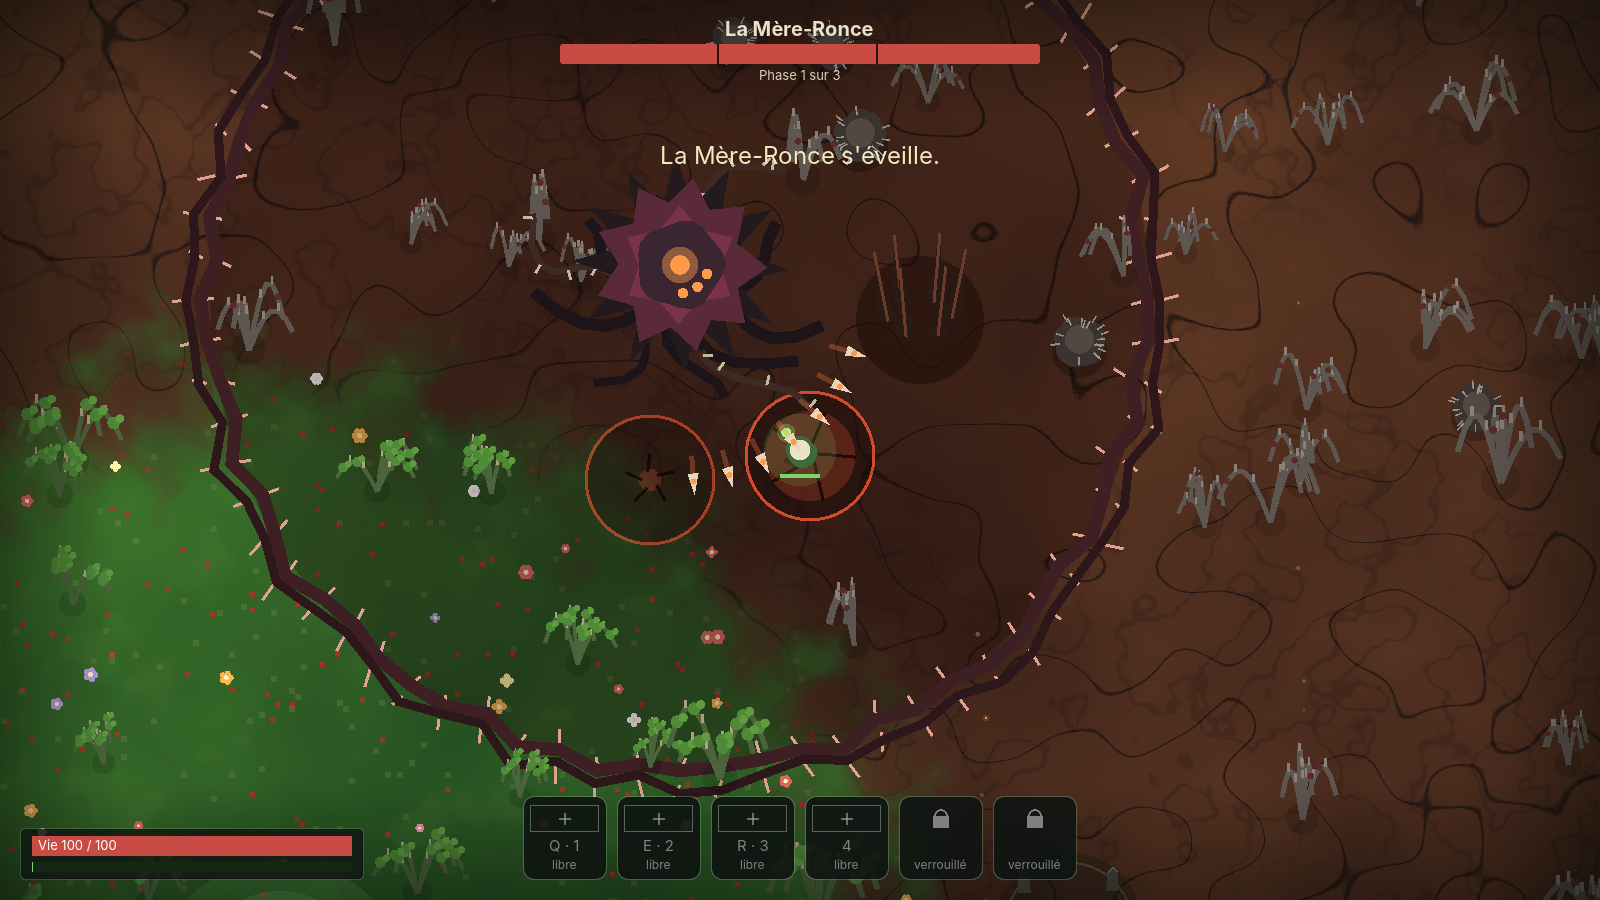 La Mère-Ronce
Phase 1 sur 3
La Mère-Ronce s'éveille.
Vie 100 / 100
Q · 1
libre
E · 2
libre
R · 3
libre
4
libre
verrouillé
verrouillé